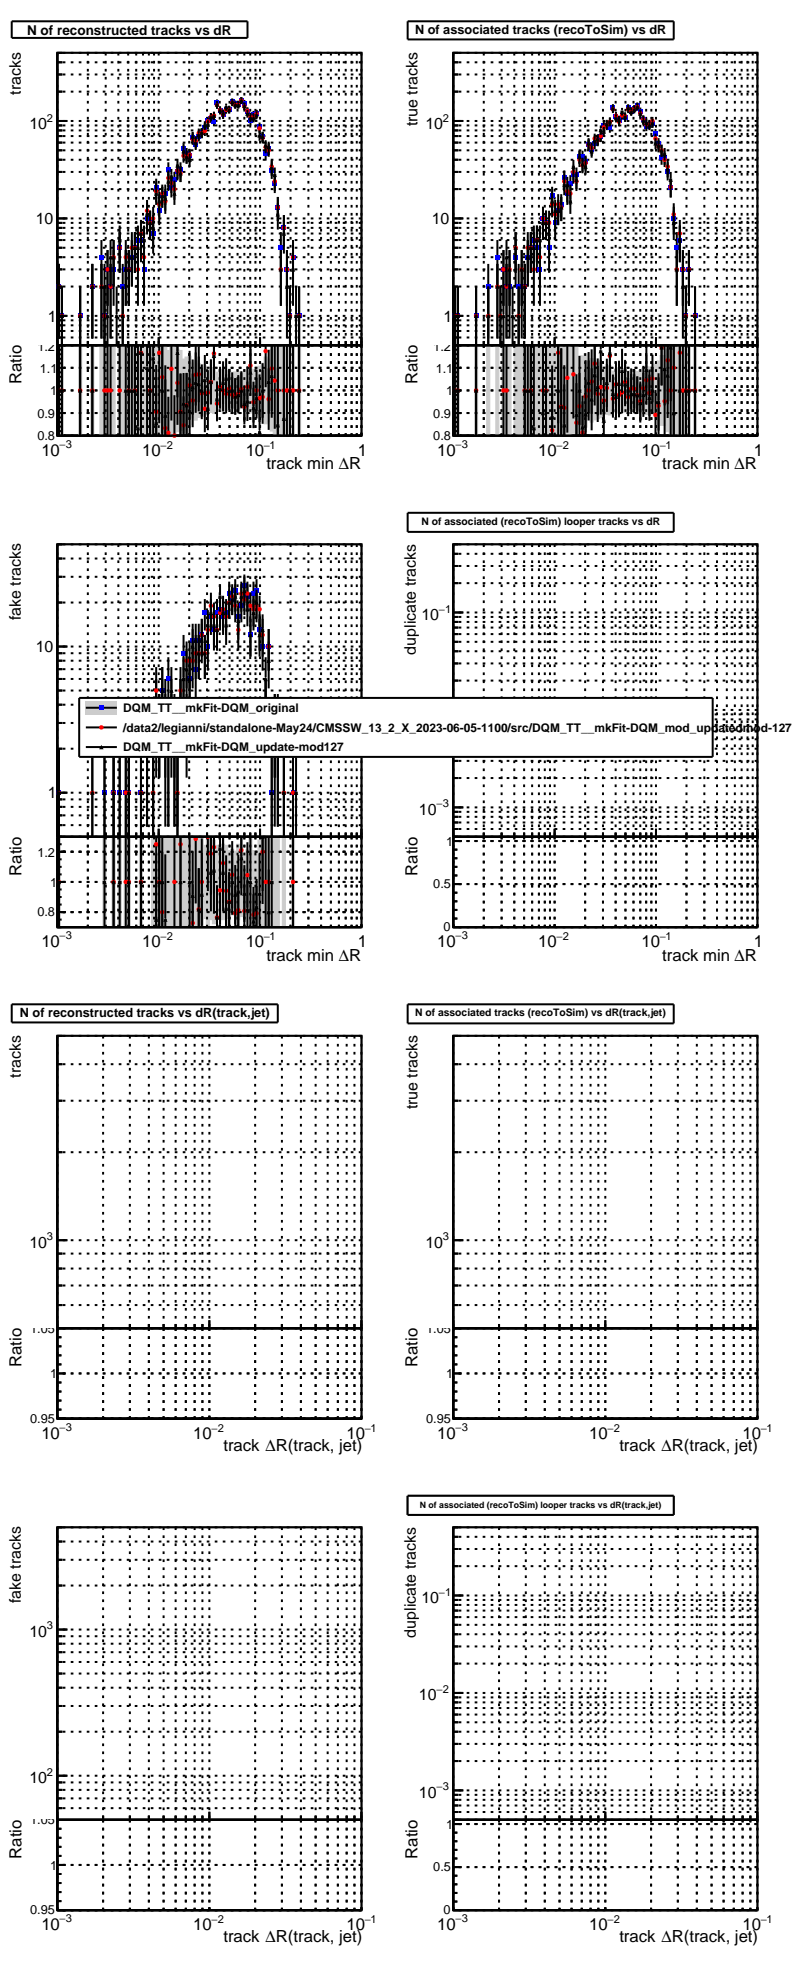 N of reconstructed tracks vs dR
N of associated tracks (recoToSim) vs dR
tracks
10²
10
1
Ratio
1.2
1.1
1
0.9
0.8
10⁻³
10⁻²
10⁻¹
1
track min ΔR
true tracks
10²
10
1
Ratio
1.2
1.1
1
0.9
0.8
10⁻³
10⁻²
10⁻¹
1
track min ΔR
N of associated (recoToSim) looper tracks vs dR
fake tracks
10
1
Ratio
1.2
1
0.8
10⁻³
10⁻²
10⁻¹
1
track min ΔR
duplicate tracks
10⁻¹
10⁻³
Ratio
1
0.5
0
10⁻³
10⁻²
10⁻¹
1
track min ΔR
DQM_TT__mkFit-DQM_original
DQM_TT__mkFit-DQM_update-mod127
N of reconstructed tracks vs dR(track,jet)
N of associated tracks (recoToSim) vs dR(track,jet)
tracks
10³
Ratio
1.05
1
0.95
10⁻³
10⁻²
10⁻¹
track ΔR(track, jet)
true tracks
10³
Ratio
1.05
1
0.95
10⁻³
10⁻²
10⁻¹
track ΔR(track, jet)
N of associated (recoToSim) looper tracks vs dR(track,jet)
fake tracks
10³
10²
Ratio
1.05
1
0.95
10⁻³
10⁻²
10⁻¹
track ΔR(track, jet)
duplicate tracks
10⁻¹
10⁻²
10⁻³
Ratio
1
0.5
0
10⁻³
10⁻²
10⁻¹
track ΔR(track, jet)